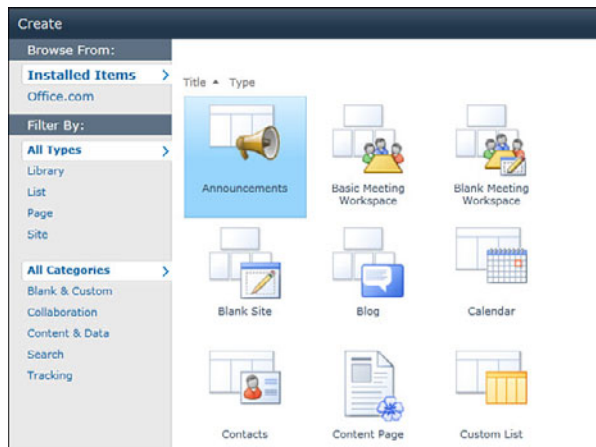 Create
Browse From:
Installed Items
Office.com
Filter By:
All Types
Library
List
Page
Site
All Categories
Blank & Custom
Collaboration
Content & Data
Search
Tracking
Title Type
Announcements
Basic Meeting
Workspace
Blank Meeting
Workspace
Blank Site
Blog
Calendar
Contacts
Content Page
Custom List